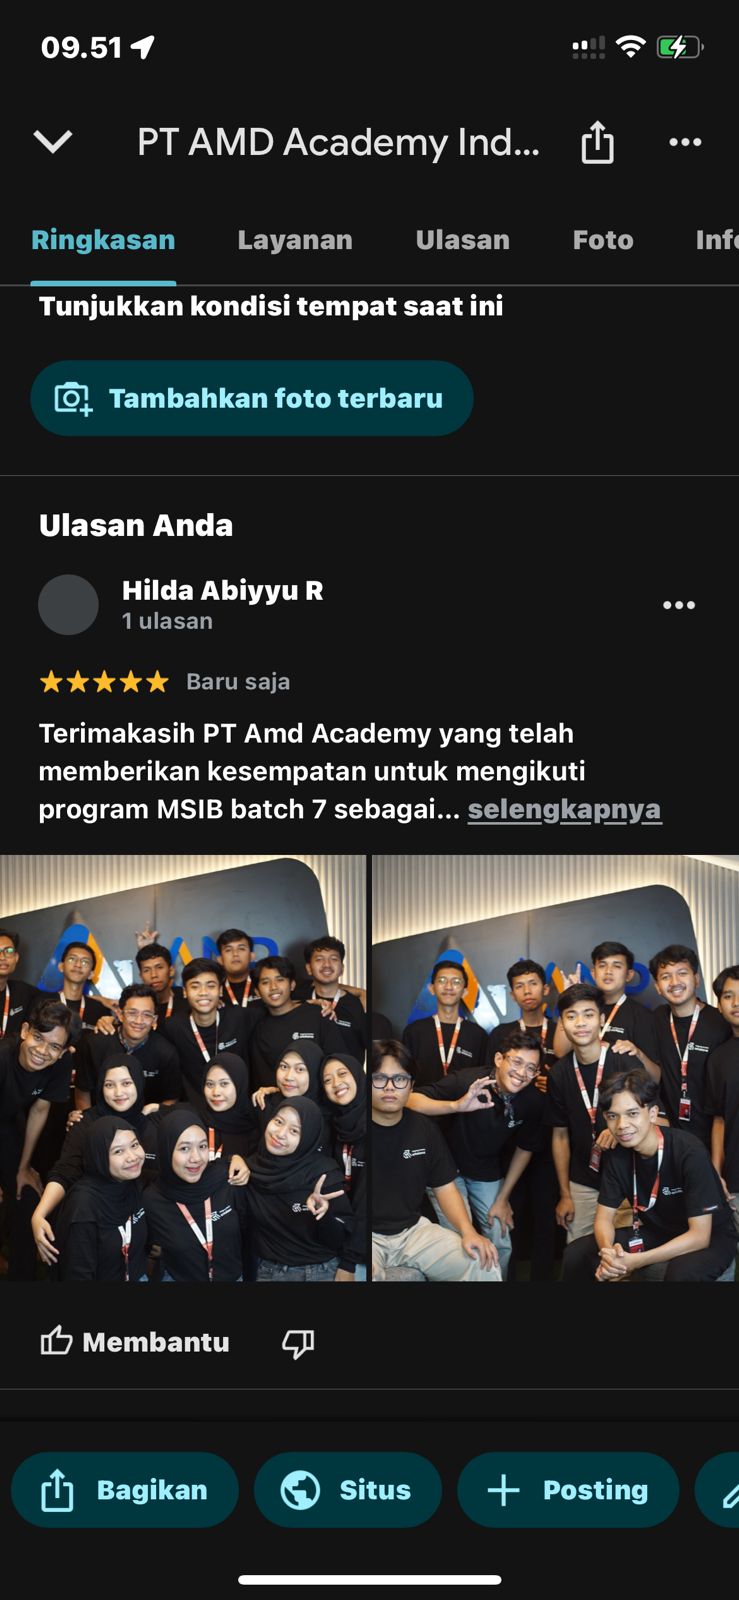 09.51
PT AMD Academy Ind...
Ringkasan
Layanan
Ulasan
Foto
Info
Tunjukkan kondisi tempat saat ini
Tambahkan foto terbaru
Ulasan Anda
Hilda Abiyyu R
1 ulasan
Baru saja
Terimakasih PT Amd Academy yang telah
memberikan kesempatan untuk mengikuti
program MSIB batch 7 sebagai... selengkapnya
Membantu
Bagikan
Situs
Posting